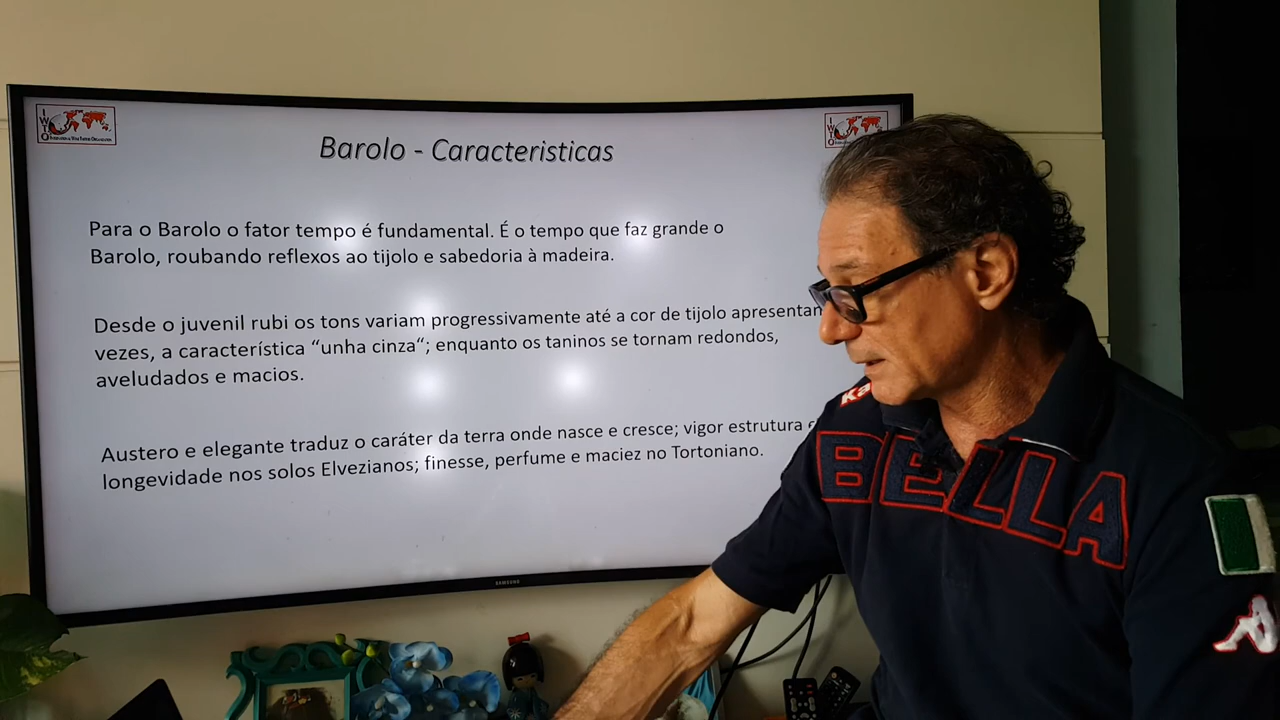 Barolo - Caracteristicas
Para o Barolo o fator tempo é fundamental. É o tempo que faz grande o
Barolo, roubando reflexos ao tijolo e sabedoria à madeira.
Desde o juvenil rubi os tons variam progressivamente até a cor de tijolo
vezes, a característica “unha cinza“; enquanto os taninos se tornam redondos,
aveludados e macios.
Austero e elegante traduz o caráter da terra onde nasce e cresce; vigor estrutura
longevidade nos solos Elvezianos; finesse, perfume e maciez no Tortoniano.
SAMSUNG
BELLA